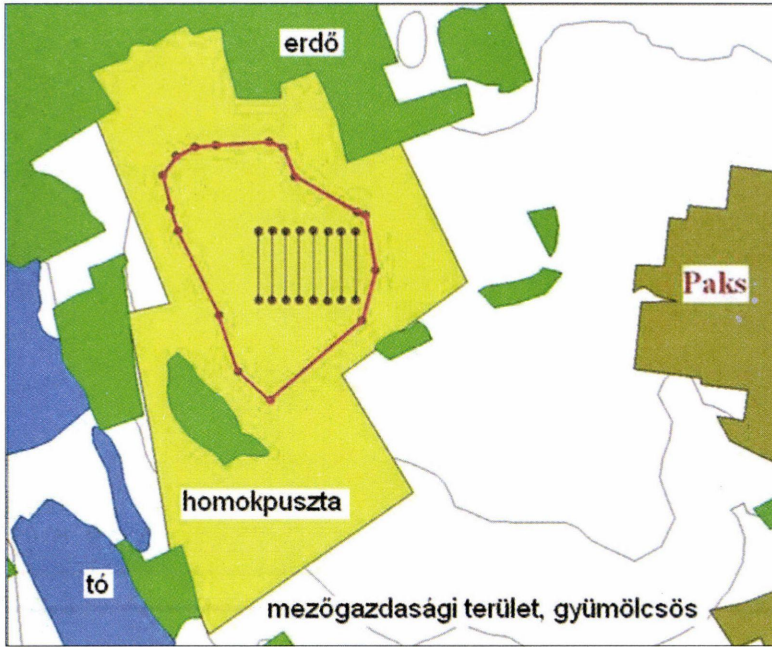 erdő
Paks
homokpuszta
tó
mezőgazdasági terület, gyümölcsös